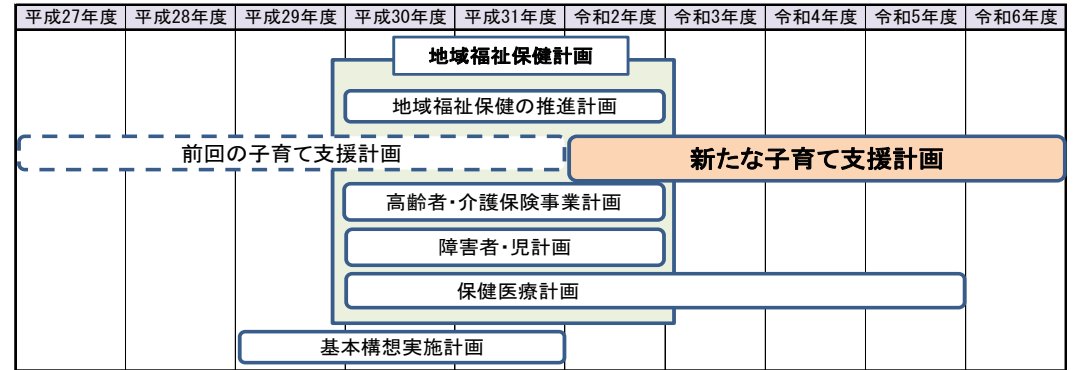 平成27年度 平成28年度 平成29年度 平成30年度 平成31年度 令和2年度 令和3年度 令和4年度 令和5年度 令和6年度
地域福祉保健計画
地域福祉保健の推進計画
前回の子育て支援計画
新たな子育て支援計画
高齢者・介護保険事業計画
障害者・児計画
保健医療計画
基本構想実施計画